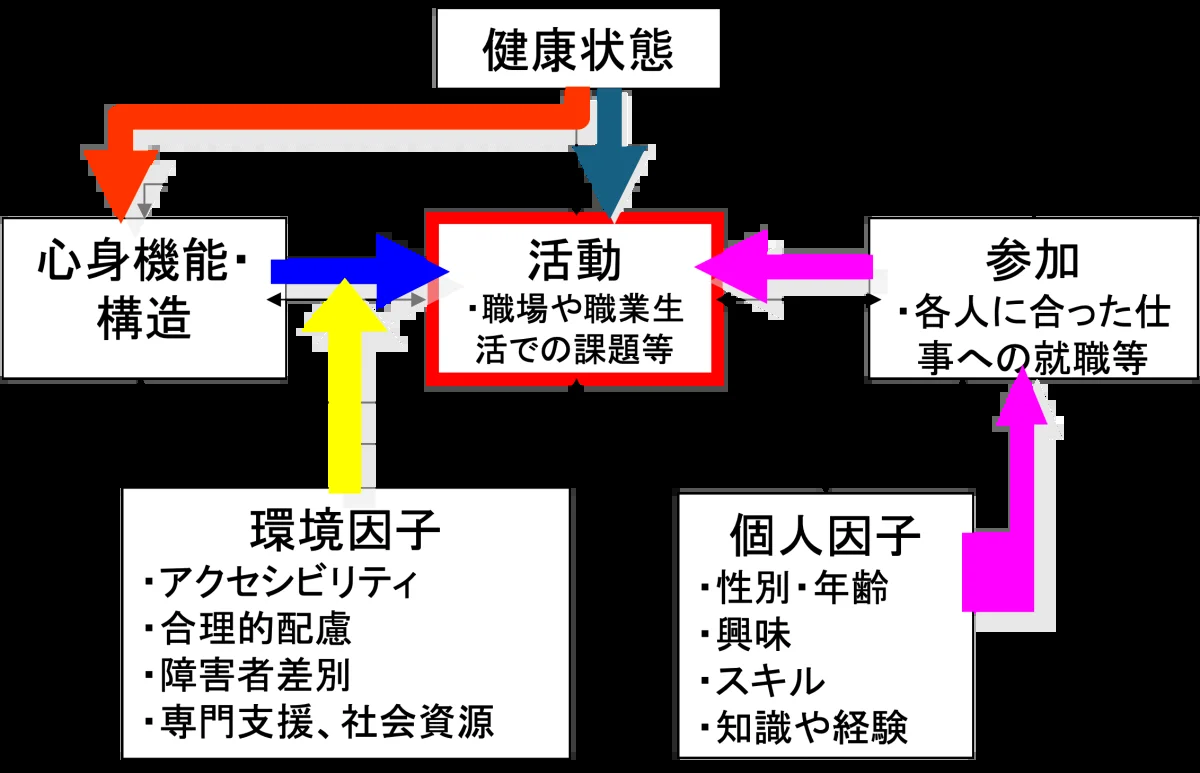 健康状態
心身機能・
構造
活動
・職場や職業生
活での課題等
参加
・各人に合った仕
事への就職等
環境因子
・アクセシビリティ
・合理的配慮
・障害者差別
・専門支援、社会資源
個人因子
・性別・年齢
・興味
・スキル
・知識や経験